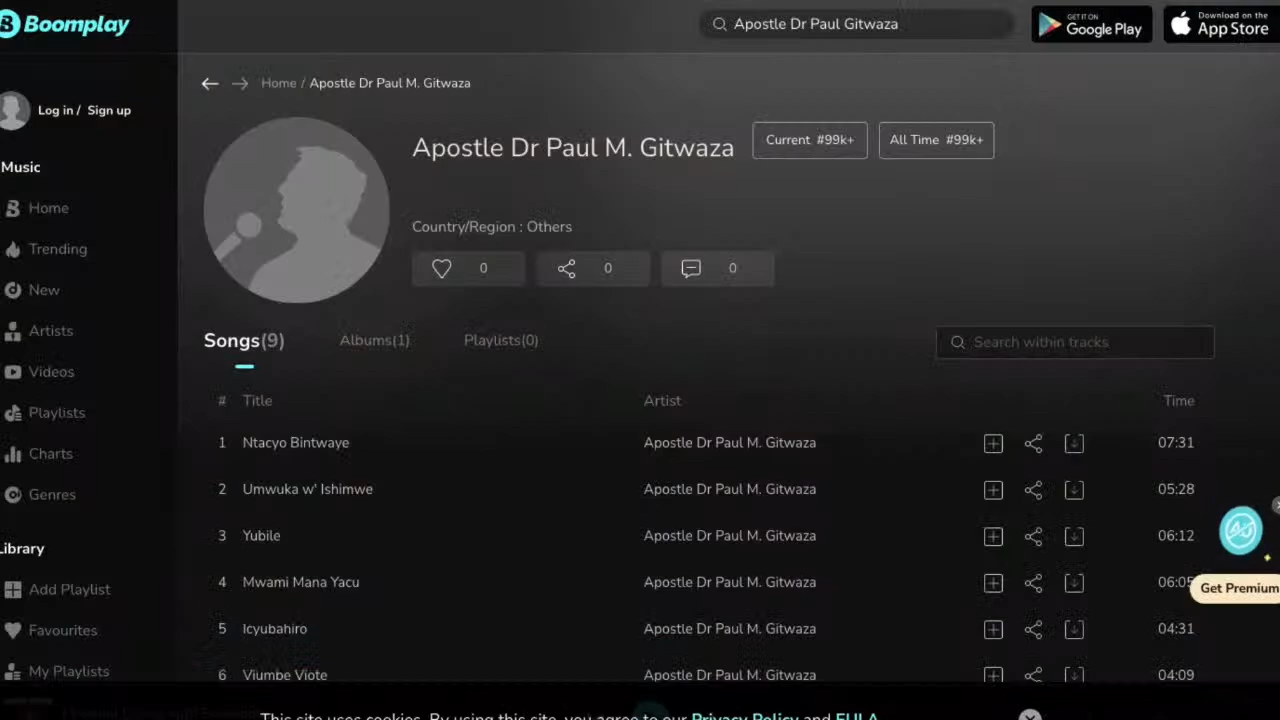 Boomplay
Apostle Dr Paul Gitwaza
GET IT ON
Google Play
Download on the
App Store
Log in / Sign up
Home / Apostle Dr Paul M. Gitwaza
Apostle Dr Paul M. Gitwaza
Current #99k+
All Time #99k+
Country/Region : Others
0 0 0
Music
Home
Trending
New
Artists
Videos
Playlists
Charts
Genres
Library
Add Playlist
Favourites
My Playlists
Songs(9) Albums(1) Playlists(0)
Search within tracks
# Title Artist Time
1 Ntacyo Bintwaye Apostle Dr Paul M. Gitwaza 07:31
2 Umwuka w' Ishimwe Apostle Dr Paul M. Gitwaza 05:28
3 Yubile Apostle Dr Paul M. Gitwaza 06:12
4 Mwami Mana Yacu Apostle Dr Paul M. Gitwaza 06:05
5 Icyubahiro Apostle Dr Paul M. Gitwaza 04:31
6 Viumbe Viote Apostle Dr Paul M. Gitwaza 04:09
Get Premium
This site uses cookies. By using this site, you agree to our Privacy Policy and EULA